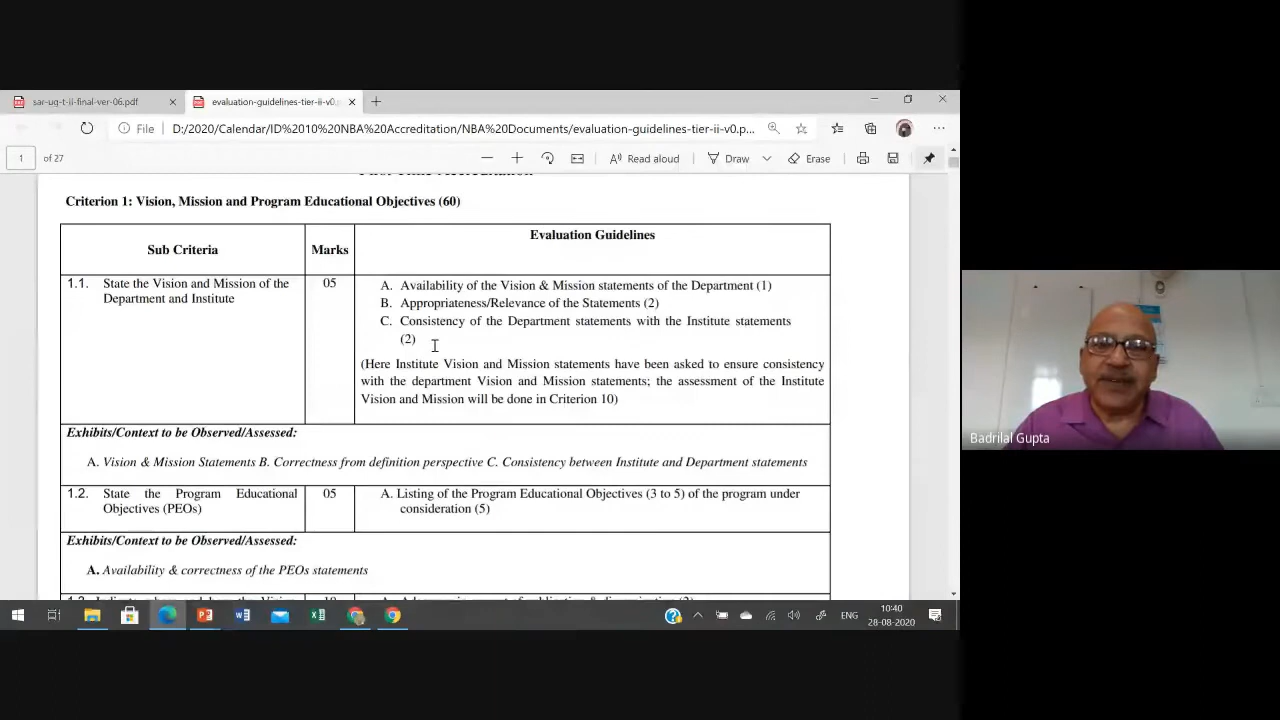 sar-ug-t-ii-final-ver-06.pdf
evaluation-guidelines-tier-ii-v0.
File
D:/2020/Calendar/ID%2010%20NBA%20Accreditation/NBA%20Documents/evaluation-guidelines-tier-ii-v0.p...
1 of 27
Read aloud
Draw
Erase
Criterion 1: Vision, Mission and Program Educational Objectives (60)
Sub Criteria
Marks
Evaluation Guidelines
1.1. State the Vision and Mission of the
Department and Institute
05
A. Availability of the Vision & Mission statements of the Department (1)
B. Appropriateness/Relevance of the Statements (2)
C. Consistency of the Department statements with the Institute statements
(2)
(Here Institute Vision and Mission statements have been asked to ensure consistency
with the department Vision and Mission statements; the assessment of the Institute
Vision and Mission will be done in Criterion 10)
Exhibits/Context to be Observed/Assessed:
A. Vision & Mission Statements B. Correctness from definition perspective C. Consistency between Institute and Department statements
1.2. State the Program Educational
Objectives (PEOs)
05
A. Listing of the Program Educational Objectives (3 to 5) of the program under
consideration (5)
Exhibits/Context to be Observed/Assessed:
A. Availability & correctness of the PEOs statements
Badrilal Gupta
ENG
10:40
28-08-2020